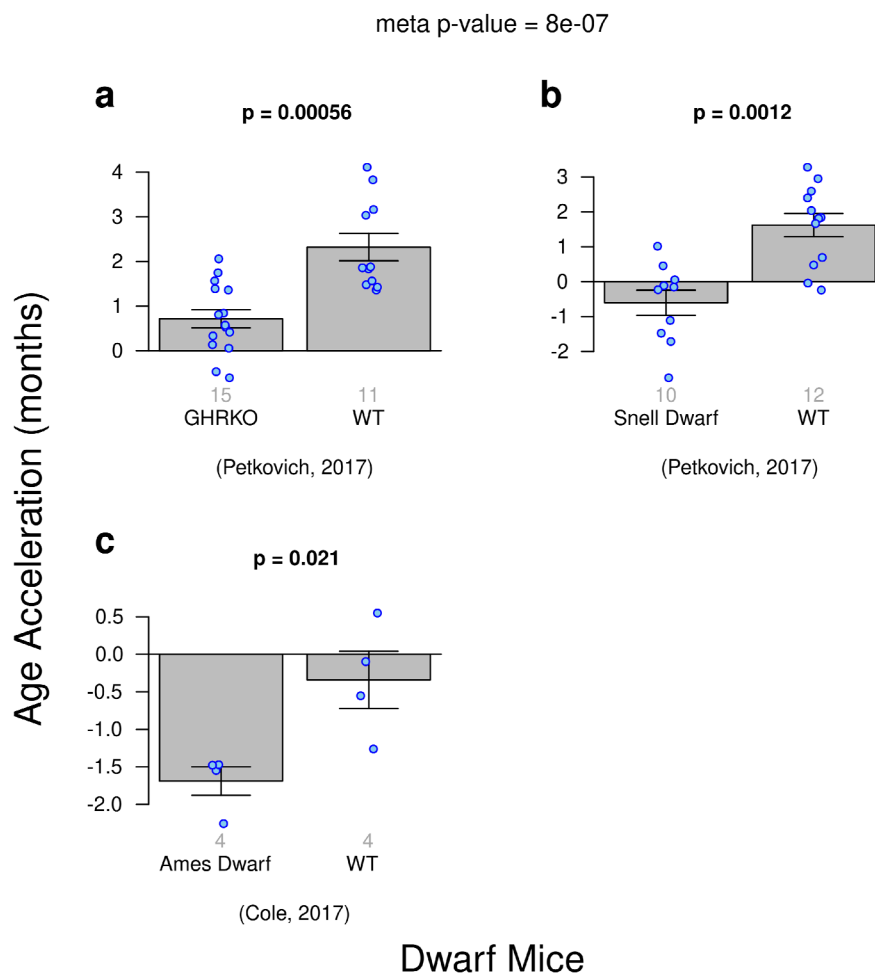 meta p-value = 8e-07
a
p = 0.00056
4
3
2
1
0
15
11
GHRKO
WT
(Petkovich, 2017)
b
p = 0.0012
3
2
1
0
-1
-2
10
12
Snell Dwarf
WT
(Petkovich, 2017)
c
p = 0.021
0.5
0.0
-0.5
-1.0
-1.5
-2.0
4
4
Ames Dwarf
WT
(Cole, 2017)
Age Acceleration (months)
Dwarf Mice